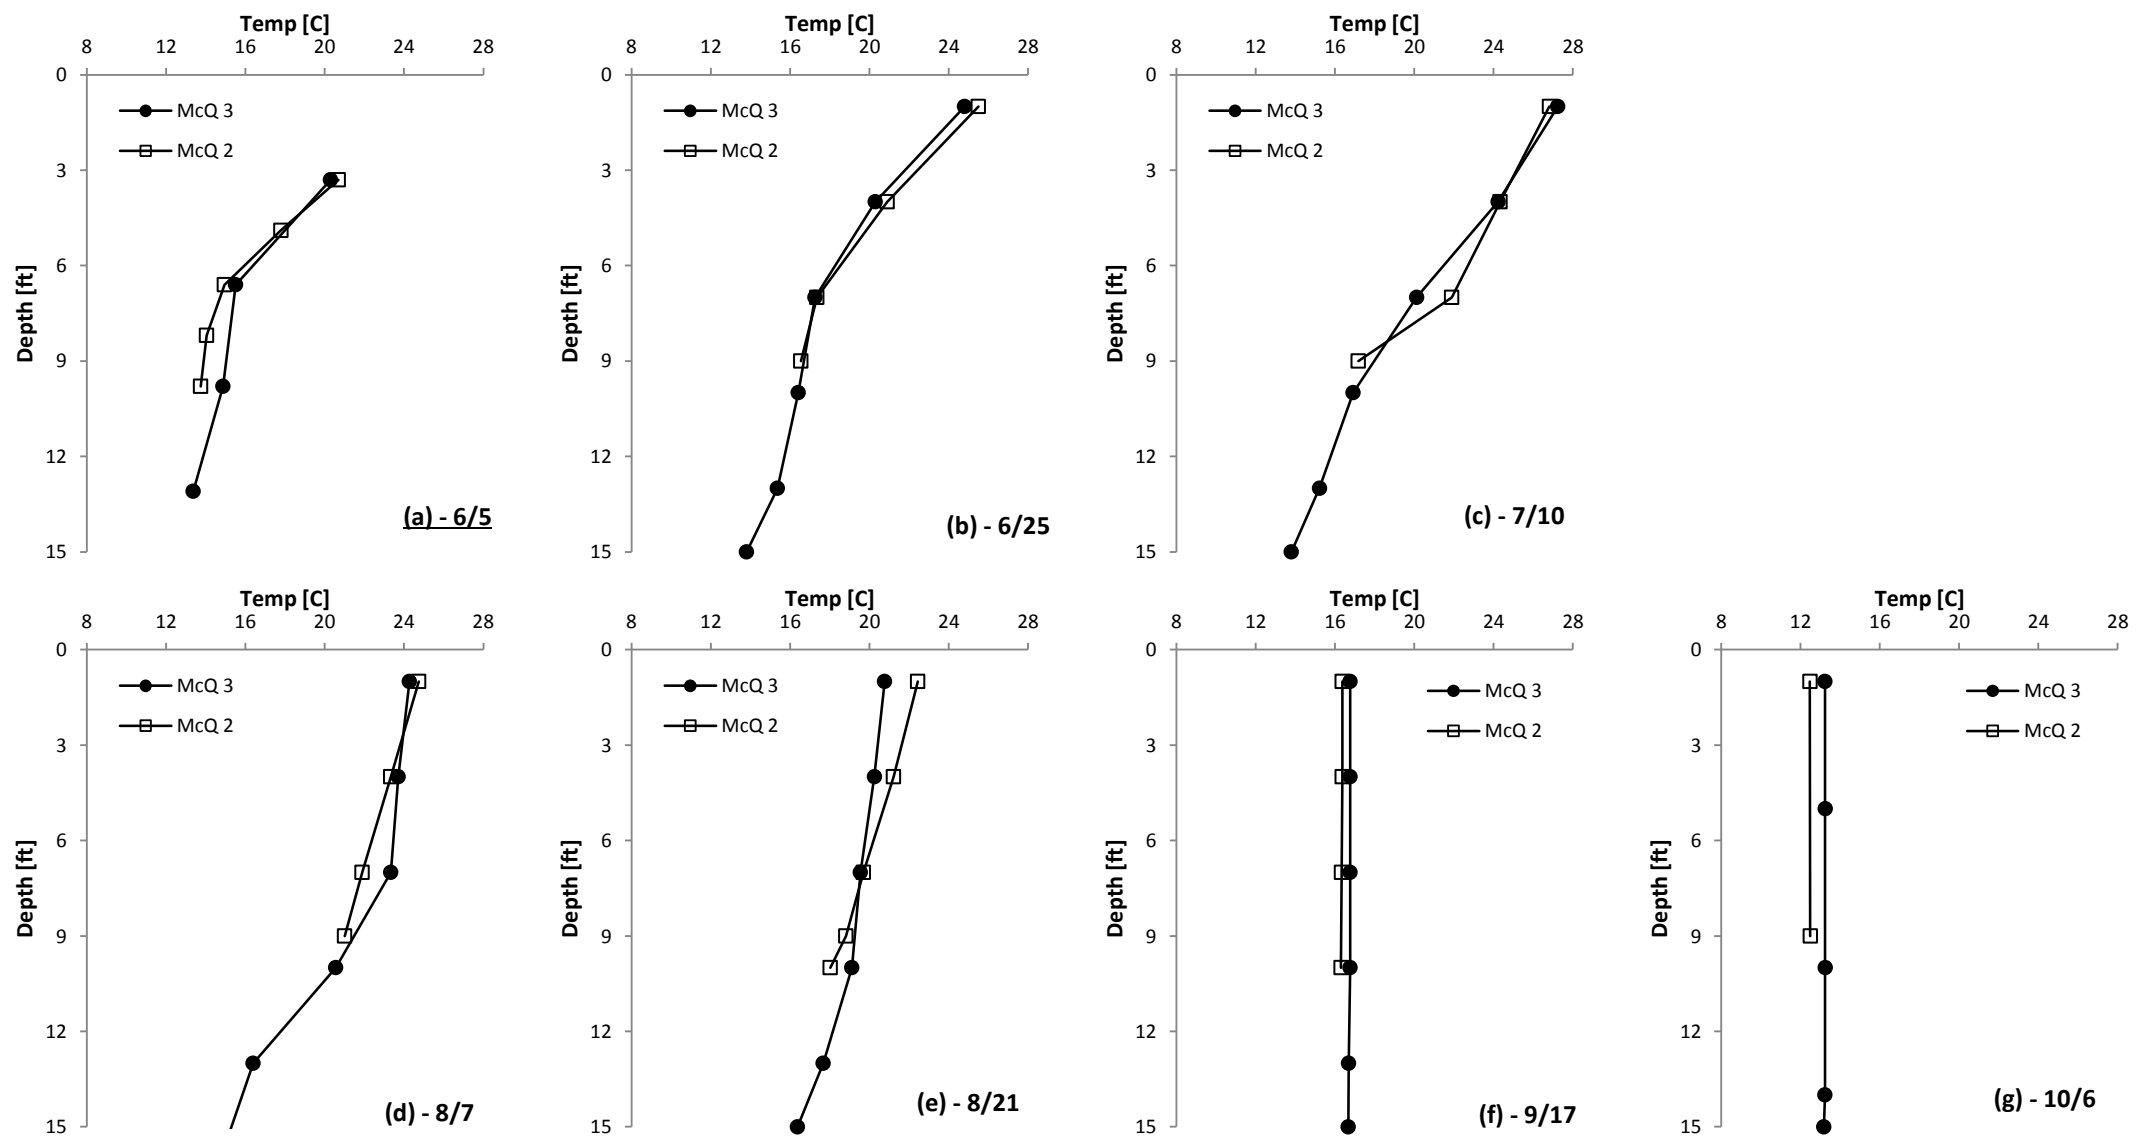 Temp [C]
8 12 16 20 24 28
0
3
6
9
12
15
Depth [ft]
McQ 3
McQ 2
(a) - 6/5
Temp [C]
8 12 16 20 24 28
0
3
6
9
12
15
Depth [ft]
McQ 3
McQ 2
(b) - 6/25
Temp [C]
8 12 16 20 24 28
0
3
6
9
12
15
Depth [ft]
McQ 3
McQ 2
(c) - 7/10
Temp [C]
8 12 16 20 24 28
0
3
6
9
12
15
Depth [ft]
McQ 3
McQ 2
(d) - 8/7
Temp [C]
8 12 16 20 24 28
0
3
6
9
12
15
Depth [ft]
McQ 3
McQ 2
(e) - 8/21
Temp [C]
8 12 16 20 24 28
0
3
6
9
12
15
Depth [ft]
McQ 3
McQ 2
(f) - 9/17
Temp [C]
8 12 16 20 24 28
0
3
6
9
12
15
Depth [ft]
McQ 3
McQ 2
(g) - 10/6